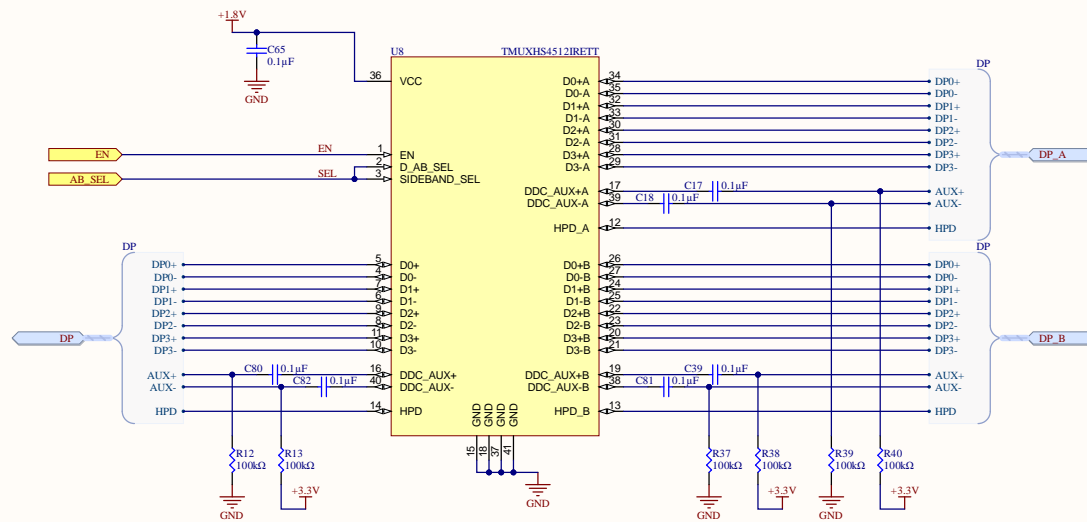 +1.8V
C65
0.1µF
GND
U8
TMUXHS4512IRETT
36
VCC
EN
EN
1
EN
2
D_AB_SEL
AB_SEL
SEL
3
SIDEBAND_SEL
D0+A
34
D0-A
35
D1+A
32
D1-A
33
D2+A
30
D2-A
31
D3+A
28
D3-A
29
DDC_AUX+A
17
C17
0.1µF
DDC_AUX-A
39
C18
0.1µF
HPD_A
12
DP
DP0+
DP0-
DP1+
DP1-
DP2+
DP2-
DP3+
DP3-
AUX+
AUX-
HPD
DP_A
DP
DP0+
DP0-
DP1+
DP1-
DP2+
DP2-
DP3+
DP3-
AUX+
AUX-
HPD
DP
5
D0+
4
D0-
7
D1+
6
D1-
9
D2+
8
D2-
11
D3+
10
D3-
C80
0.1µF
16
DDC_AUX+
C82
0.1µF
40
DDC_AUX-
14
HPD
D0+B
26
D0-B
27
D1+B
24
D1-B
25
D2+B
22
D2-B
23
D3+B
20
D3-B
21
DDC_AUX+B
19
C39
0.1µF
DDC_AUX-B
38
C81
0.1µF
HPD_B
13
DP
DP0+
DP0-
DP1+
DP1-
DP2+
DP2-
DP3+
DP3-
AUX+
AUX-
HPD
DP_B
GND
GND
GND
GND
15
18
37
41
GND
R12
100kΩ
GND
R13
100kΩ
+3.3V
R37
100kΩ
GND
R38
100kΩ
+3.3V
R39
100kΩ
GND
R40
100kΩ
+3.3V